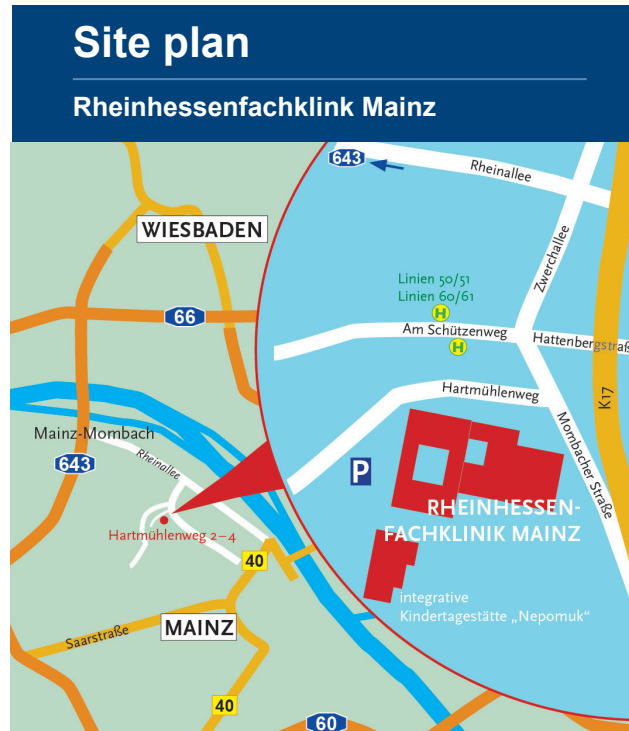 Site plan
Rheinhessenfachklink Mainz
643
Rheinallee
Zwerchallee
WIESBADEN
Linien 50/51
Linien 60/61
H
66
Am Schützenweg
Hattenbergstraß
H
K17
Hartmühlenweg
Mombacher Straße
Mainz-Mombach
643
Rheinallee
P
RHEINHESSEN-
FACHKLINIK MAINZ
Hartmühlenweg 2–4
40
integrative
Kindertagestätte „Nepomuk“
Saarstraße
MAINZ
40
60